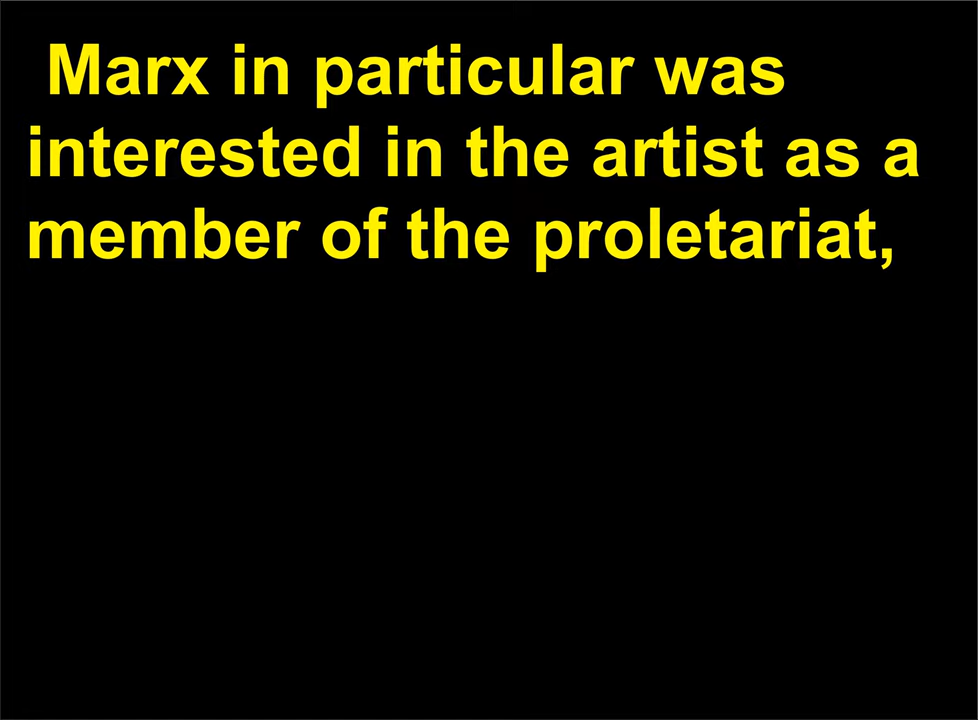 Marx in particular was
interested in the artist as a
member of the proletariat,